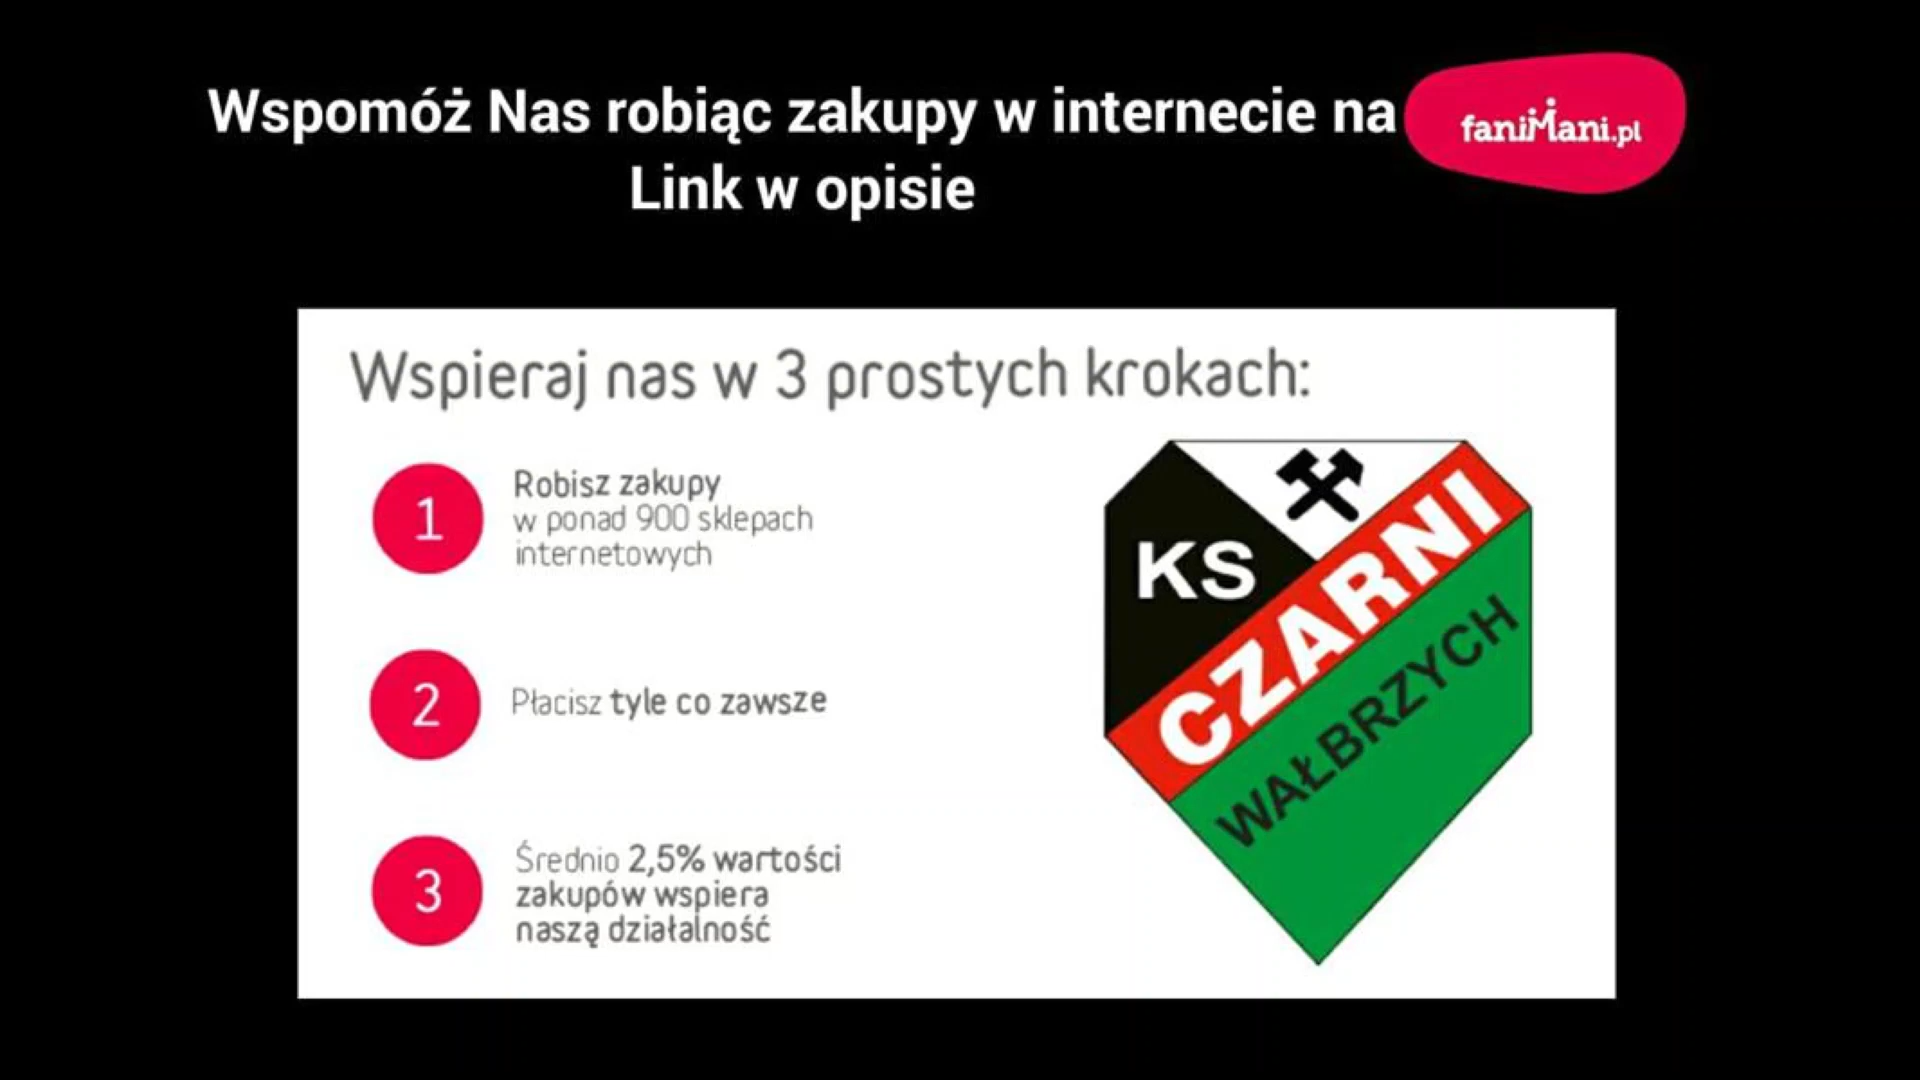 Wspomóż Nas robiąc zakupy w internecie na
faniMani.pl
Link w opisie
Wspieraj nas w 3 prostych krokach:
1
Robisz zakupy
w ponad 900 sklepach
internetowych
2
Płacisz tyle co zawsze
3
Średnio 2,5% wartości
zakupów wspiera
naszą działalność
KS
CZARNI
WAŁBRZYCH